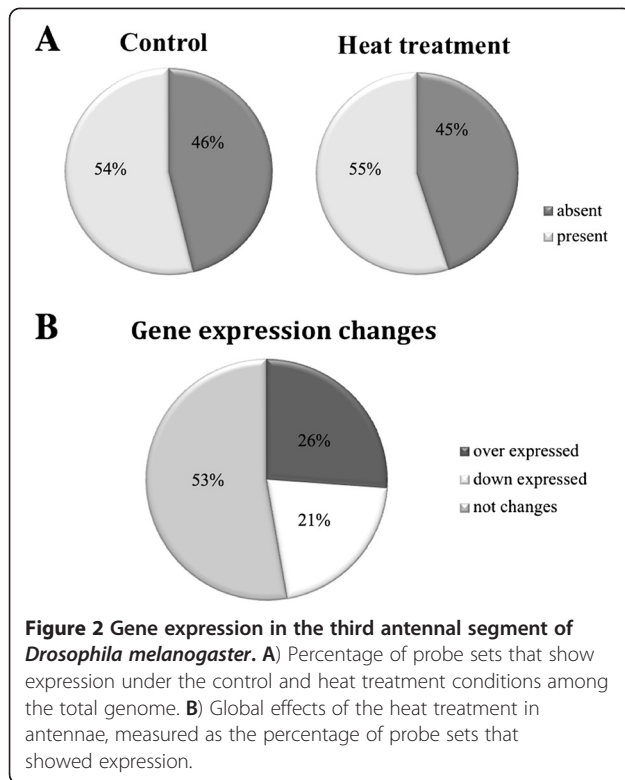 A
Control
Heat treatment
46%
54%
45%
55%
absent
present
B
Gene expression changes
26%
53%
21%
over expressed
down expressed
not changes
Figure 2 Gene expression in the third antennal segment of
Drosophila melanogaster. A) Percentage of probe sets that show
expression under the control and heat treatment conditions among
the total genome. B) Global effects of the heat treatment in
antennae, measured as the percentage of probe sets that
showed expression.